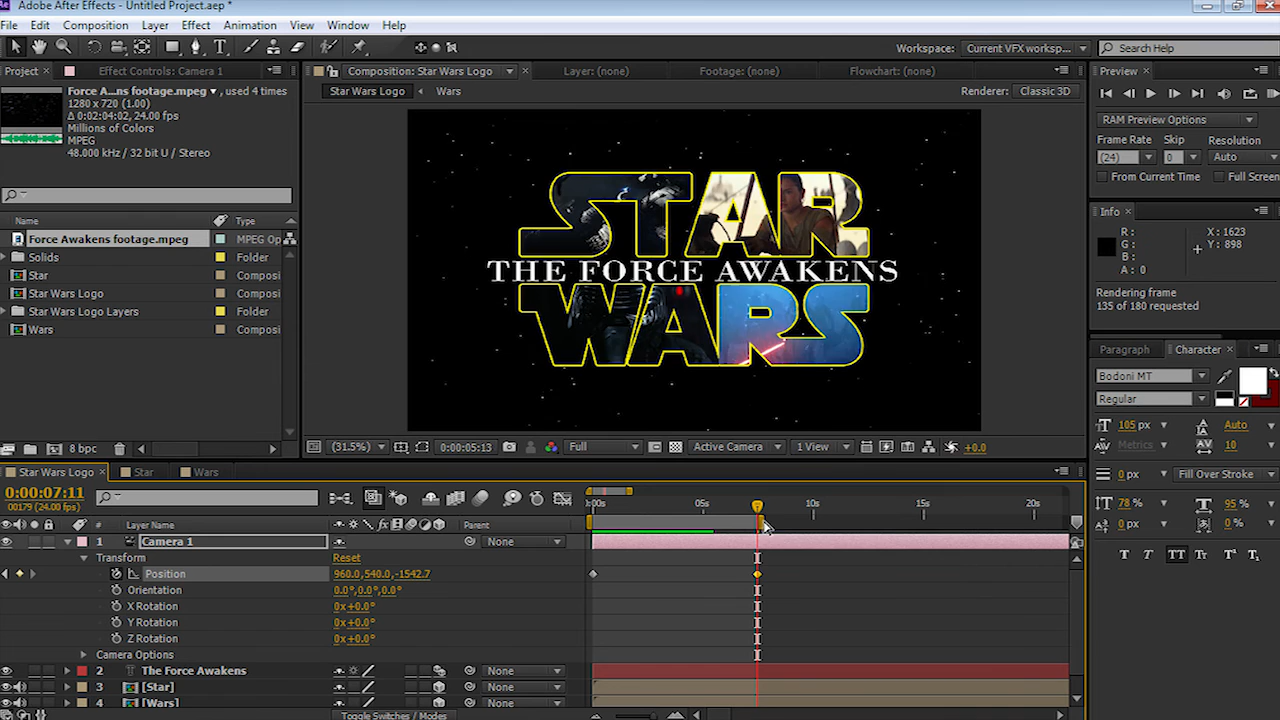 Ae Adobe After Effects - Untitled Project.aep *
File Edit Composition Layer Effect Animation View Window Help
Workspace: Current VFX worksp... Search Help
Project × Effect Controls: Camera 1
Composition: Star Wars Logo × Layer: (none) Footage: (none) Flowchart: (none)
Star Wars Logo Wars
Renderer: Classic 3D
Force A...ns footage.mpeg ▼, used 4 times
1280 x 720 (1.00)
Δ 0:02:04:02, 24.00 fps
Millions of Colors
MPEG
48.000 kHz / 32 bit U / Stereo
Name Type
Force Awakens footage.mpeg MPEG Op
Solids Folder
Star Composi
Star Wars Logo Composi
Star Wars Logo Layers Folder
Wars Composi
8 bpc
STAR
THE FORCE AWAKENS
WARS
(31.5%) 0:00:05:13 Full Active Camera 1 View +0.0
Preview ×
RAM Preview Options
Frame Rate Skip Resolution
(24) 0 Auto
From Current Time Full Screen
Info ×
R:
G:
B:
A: 0
X: 1623
Y: 898
Rendering frame
135 of 180 requested
Paragraph Character ×
Bodoni MT
Regular
105 px Auto
Metrics 10
0 px Fill Over Stroke
78 % 95 %
0 px 0 %
T T TT Tr T¹ T₁
Star Wars Logo × Star Wars
0:00:07:11
00179 (24.00 fps)
:00s 05s 10s 15s 20s
# Layer Name Parent
1 Camera 1 None
Transform Reset
Position 960.0,540.0,-1542.7
Orientation 0.0°,0.0°,0.0°
X Rotation 0x+0.0°
Y Rotation 0x+0.0°
Z Rotation 0x+0.0°
Camera Options
2 T The Force Awakens None
3 [Star] None
4 [Wars] None
Toggle Switches / Modes